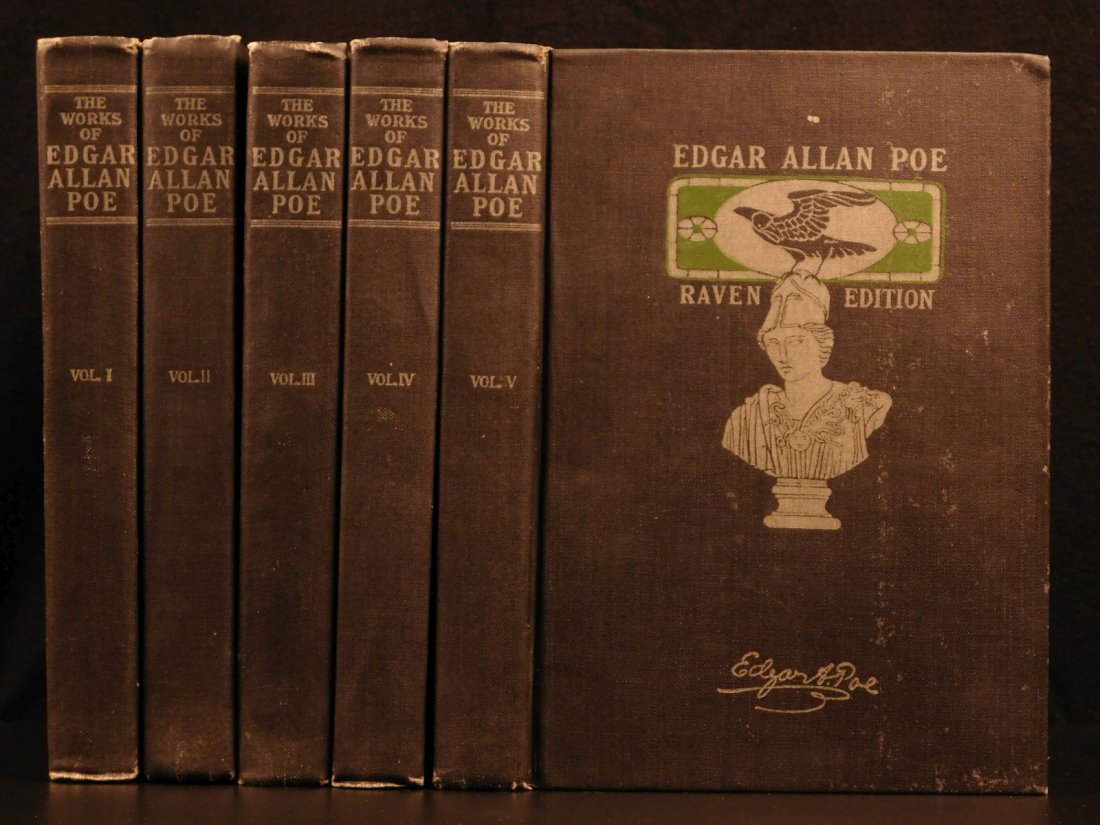 THE
WORKS
OF
EDGAR
ALLAN
POE
VOL. I
THE
WORKS
OF
EDGAR
ALLAN
POE
VOL. II
THE
WORKS
OF
EDGAR
ALLAN
POE
VOL. III
THE
WORKS
OF
EDGAR
ALLAN
POE
VOL. IV
THE
WORKS
OF
EDGAR
ALLAN
POE
VOL. V
EDGAR ALLAN POE
RAVEN EDITION
Edgar A Poe